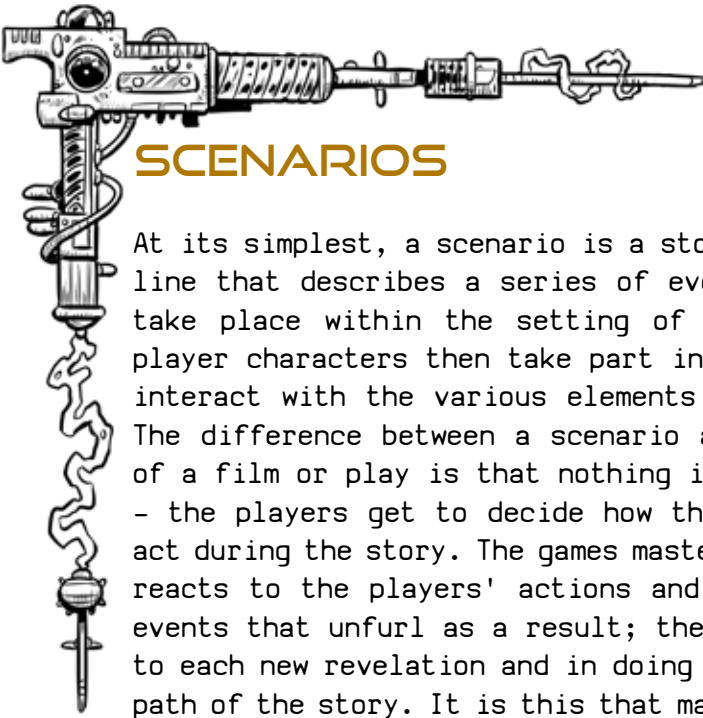 SCENARIOS
At its simplest, a scenario is a sto
line that describes a series of eve
take place within the setting of
player characters then take part in
interact with the various elements
The difference between a scenario a
of a film or play is that nothing i
– the players get to decide how th
act during the story. The games maste
reacts to the players' actions and
events that unfurl as a result; the
to each new revelation and in doing
path of the story. It is this that ma